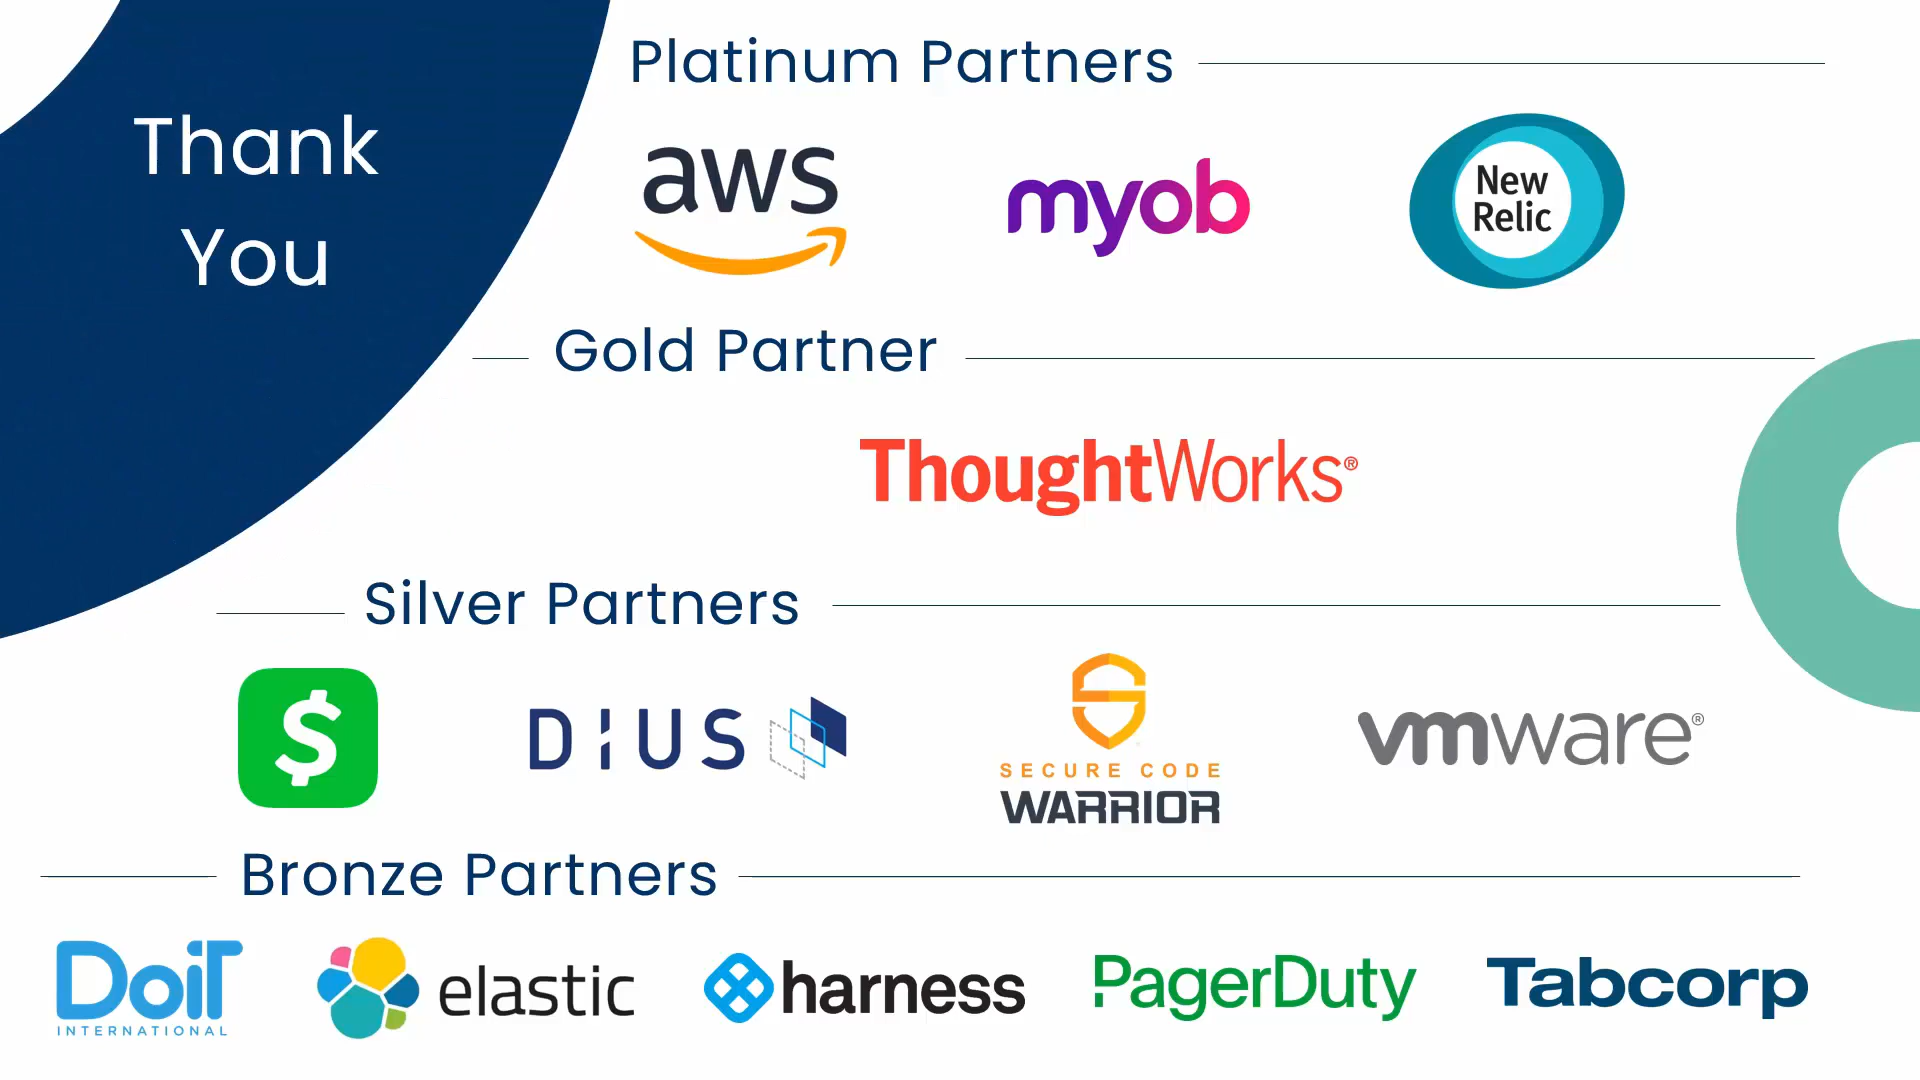 Thank
You
Platinum Partners
aws
myob
New
Relic
Gold Partner
ThoughtWorks®
Silver Partners
$
DIUS
SECURE CODE
WARRIOR
vmware®
Bronze Partners
DoiT
INTERNATIONAL
elastic
harness
PagerDuty
Tabcorp